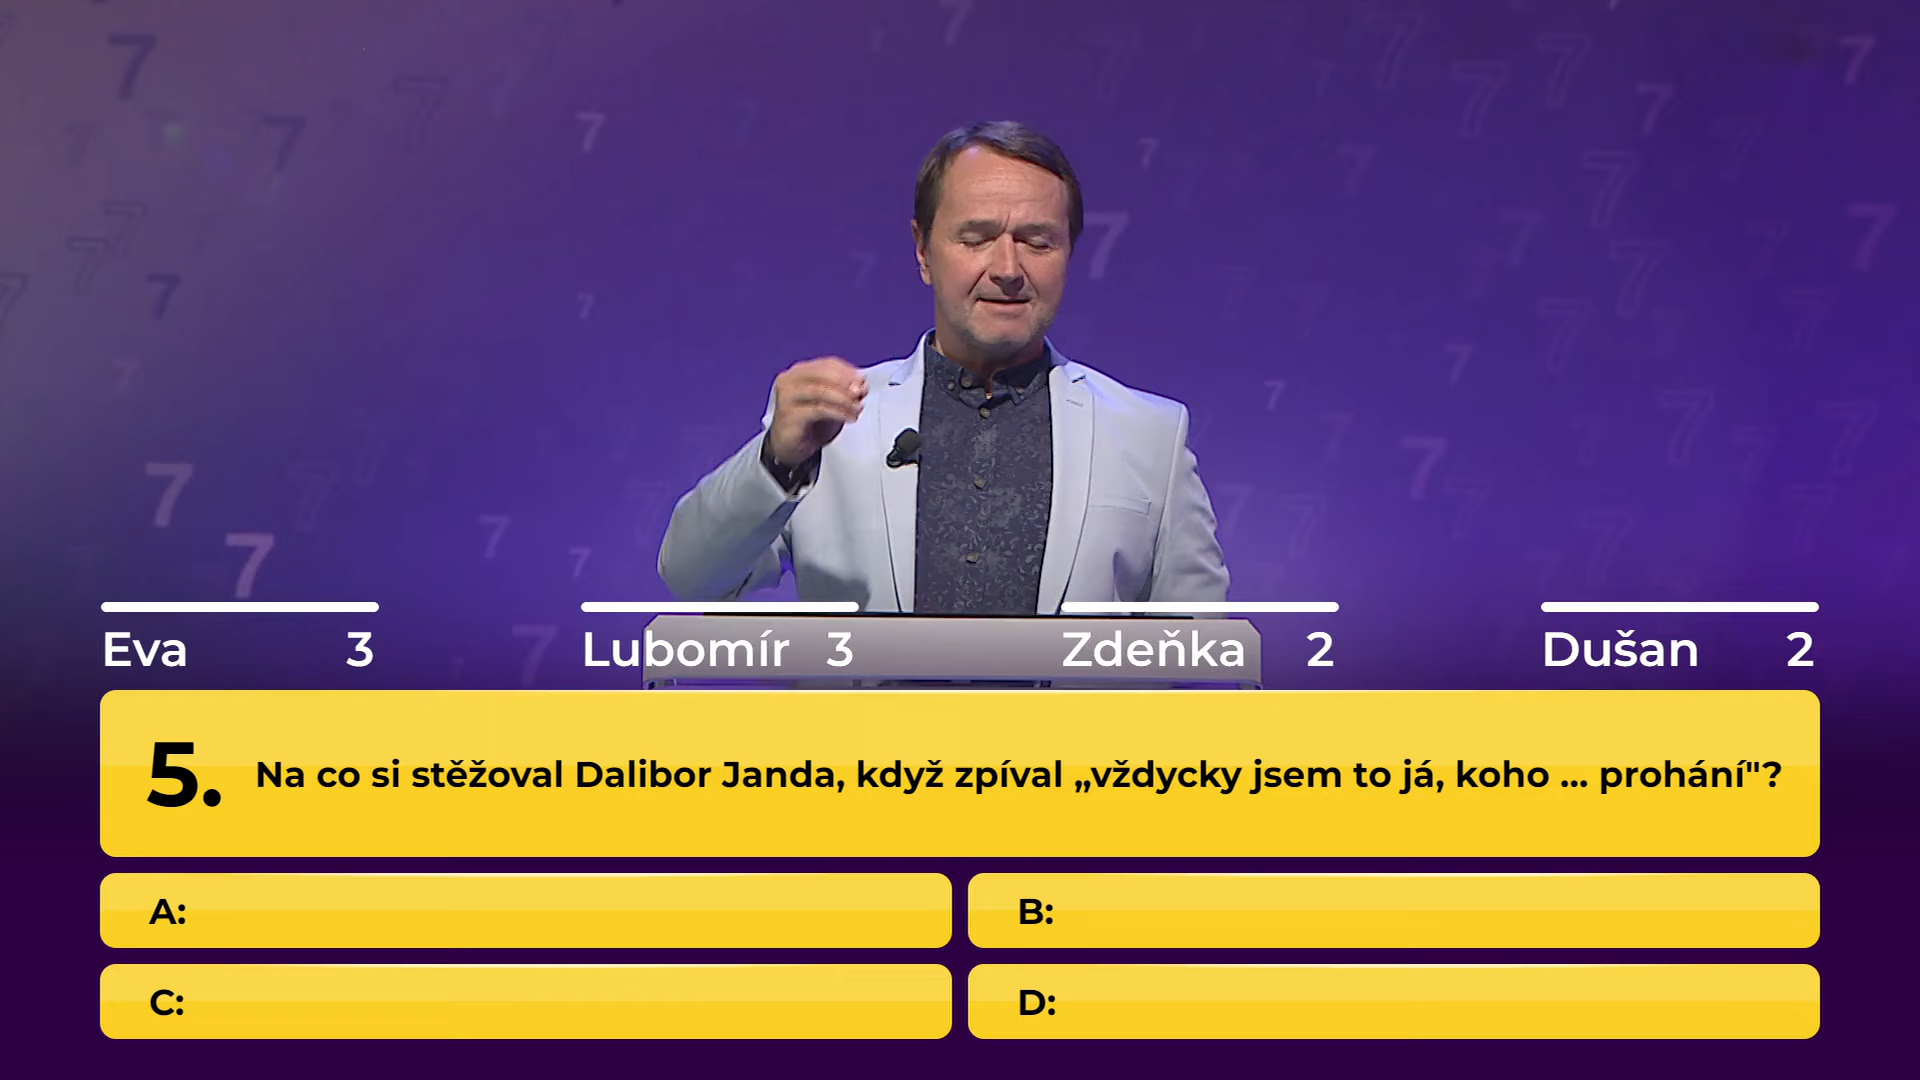 Eva 3
Lubomír 3
Zdeňka 2
Dušan 2
5. Na co si stěžoval Dalibor Janda, když zpíval „vždycky jsem to já, koho ... prohání"?
A:
B:
C:
D: